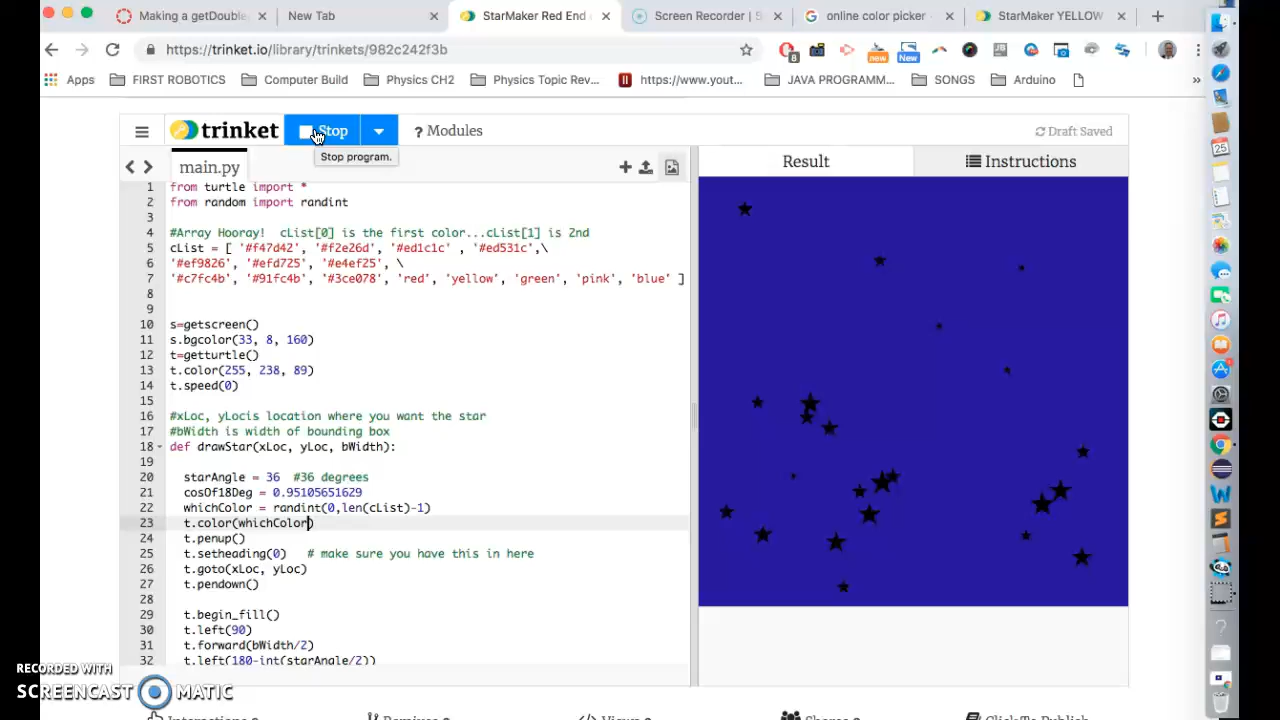 Making a getDouble
New Tab
StarMaker Red End
Screen Recorder | S
online color picker -
StarMaker YELLOW
https://trinket.io/library/trinkets/982c242f3b
8
new
New
Apps
FIRST ROBOTICS
Computer Build
Physics CH2
Physics Topic Rev...
https://www.yout...
JAVA PROGRAMM...
SONGS
Arduino
»
trinket
Stop
? Modules
Draft Saved
Stop program.
main.py
Result
Instructions
1 from turtle import *
2 from random import randint
3
4 #Array Hooray!  cList[0] is the first color...cList[1] is 2nd
5 cList = [ '#f47d42', '#f2e26d', '#ed1c1c' , '#ed531c',\
6 '#ef9826', '#efd725', '#e4ef25', \
7 '#c7fc4b', '#91fc4b', '#3ce078', 'red', 'yellow', 'green', 'pink', 'blue' ]
8
9
10 s=getscreen()
11 s.bgcolor(33, 8, 160)
12 t=getturtle()
13 t.color(255, 238, 89)
14 t.speed(0)
15
16 #xLoc, yLocis location where you want the star
17 #bWidth is width of bounding box
18 def drawStar(xLoc, yLoc, bWidth):
19
20 starAngle = 36  #36 degrees
21 cosOf18Deg = 0.95105651629
22 whichColor = randint(0,len(cList)-1)
23 t.color(whichColor)
24 t.penup()
25 t.setheading(0)   # make sure you have this in here
26 t.goto(xLoc, yLoc)
27 t.pendown()
28
29 t.begin_fill()
30 t.left(90)
31 t.forward(bWidth/2)
32 t.left(180-int(starAngle/2))
25
RECORDED WITH
SCREENCAST MATIC